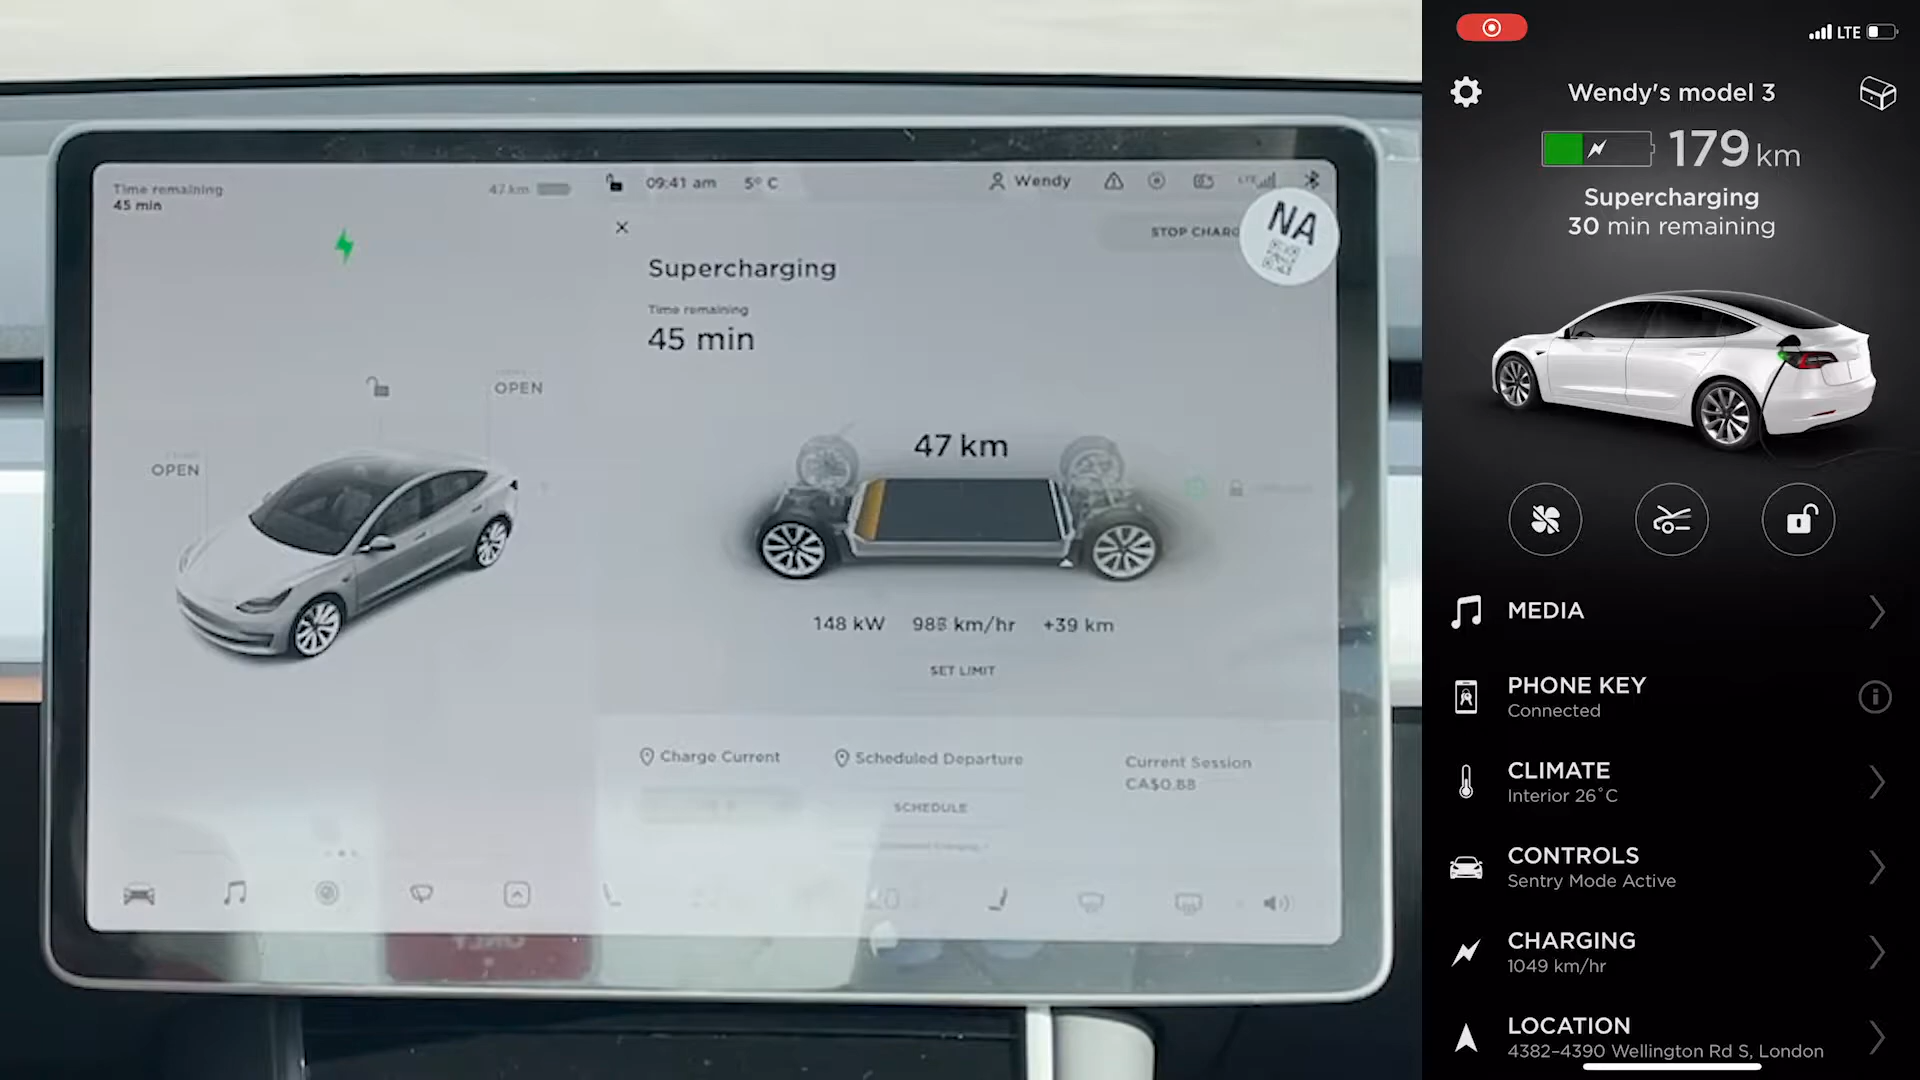 Time remaining
45 min
47 km
09:41 am
5° C
Wendy
LTE
STOP CHARG
NA
Supercharging
Time remaining
45 min
OPEN
OPEN
47 km
148 kW
km/hr
+39 km
SET LIMIT
Charge Current
Scheduled Departure
SCHEDULE
Current Session
CA$0.88
LTE
Wendy's model 3
179 km
Supercharging
30 min remaining
MEDIA
PHONE KEY
Connected
CLIMATE
Interior 26°C
CONTROLS
Sentry Mode Active
CHARGING
1049 km/hr
LOCATION
4382-4390 Wellington Rd S, London